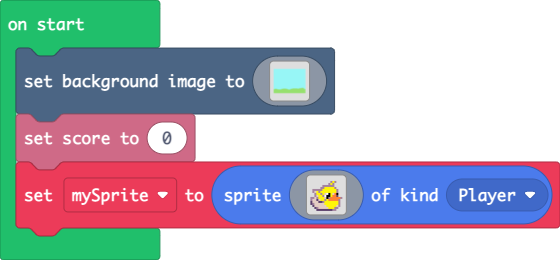 on start
set background image to
set score to 0
set mySprite to sprite of kind Player